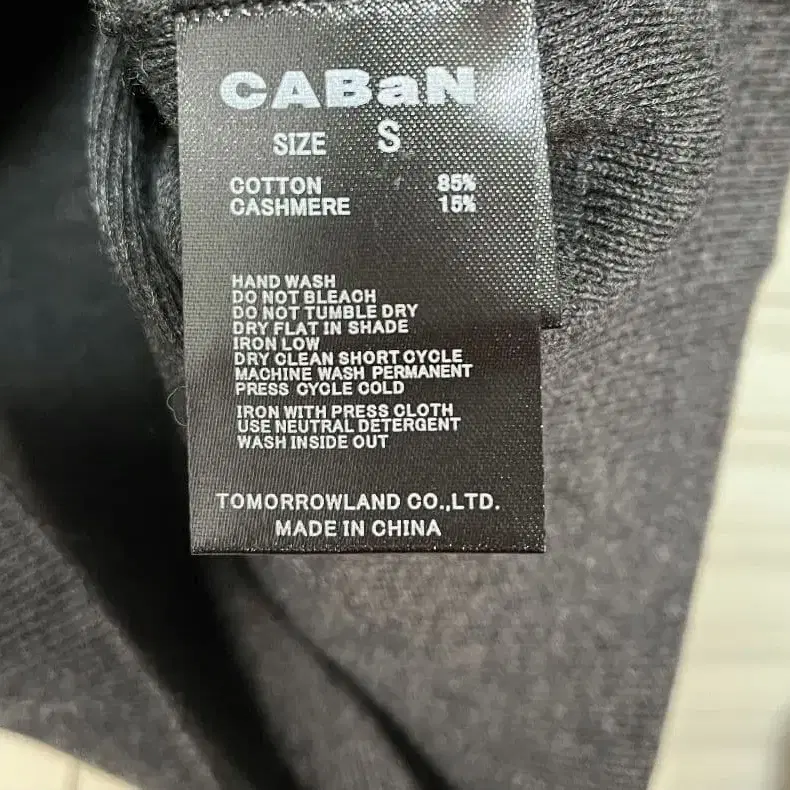 CABaN
SIZE S
COTTON 85%
CASHMERE 15%
HAND WASH
DO NOT BLEACH
DO NOT TUMBLE DRY
DRY FLAT IN SHADE
IRON LOW
DRY CLEAN SHORT CYCLE
MACHINE WASH PERMANENT
PRESS CYCLE COLD
IRON WITH PRESS CLOTH
USE NEUTRAL DETERGENT
WASH INSIDE OUT
TOMORROWLAND CO.,LTD.
MADE IN CHINA